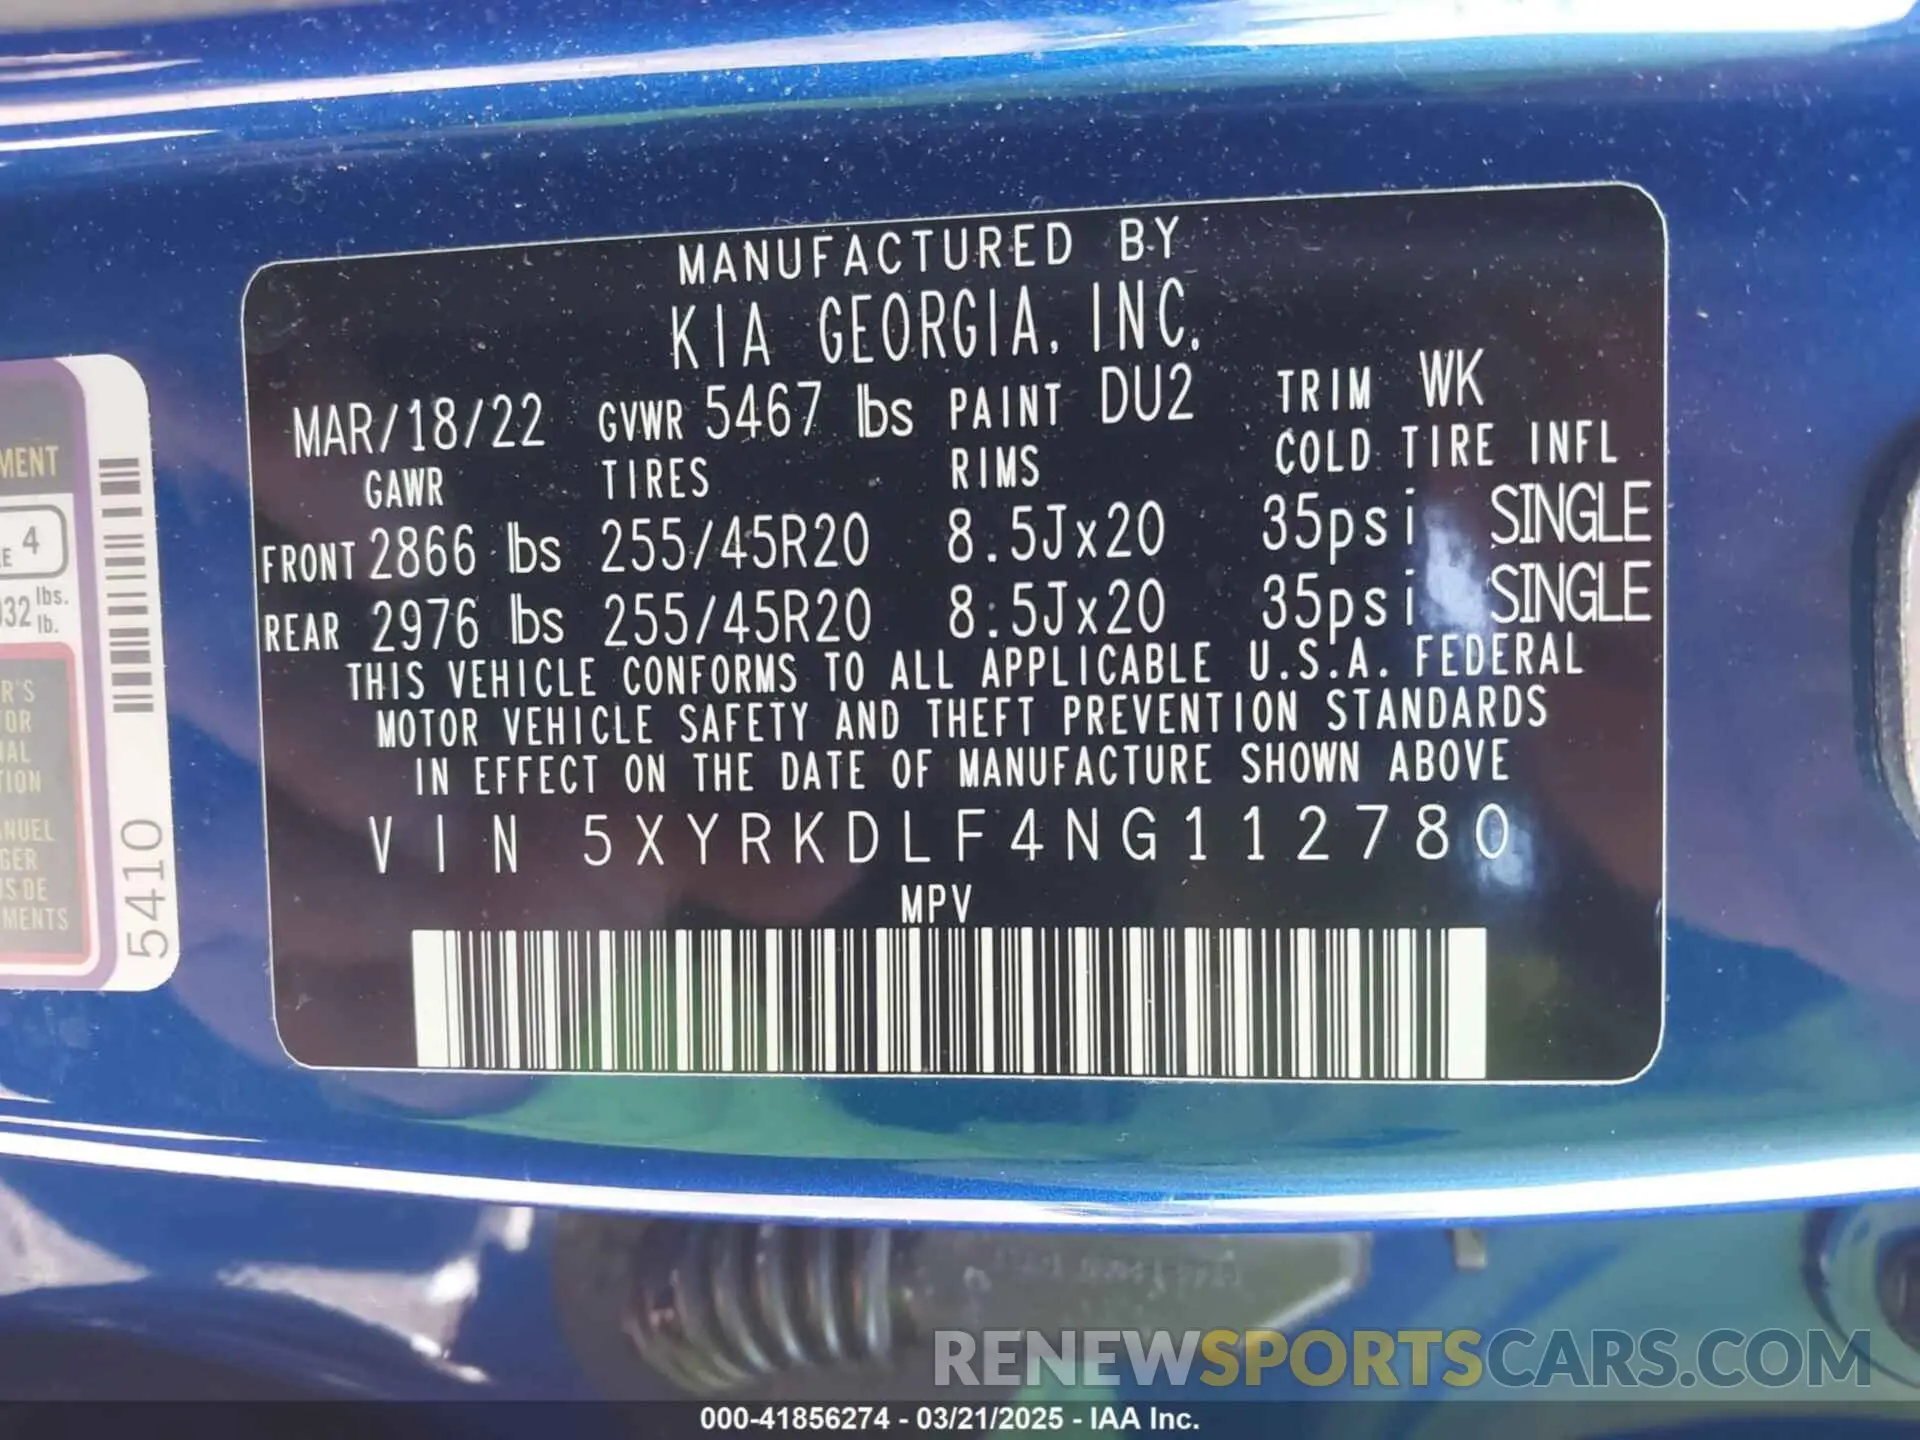 MANUFACTURED BY
KIA GEORGIA, INC.
MAR/18/22 GVWR 5467 lbs PAINT DU2 TRIM WK
GAWR TIRES RIMS COLD TIRE INFL
FRONT 2866 lbs 255/45R20 8.5Jx20 35psi SINGLE
REAR 2976 lbs 255/45R20 8.5Jx20 35psi SINGLE
THIS VEHICLE CONFORMS TO ALL APPLICABLE U.S.A. FEDERAL
MOTOR VEHICLE SAFETY AND THEFT PREVENTION STANDARDS
IN EFFECT ON THE DATE OF MANUFACTURE SHOWN ABOVE
VIN 5XYRKDLF4NG112780
MPV
4
lbs.
lb.
5410
RENEWSPORTSCARS.COM
000-41856274 - 03/21/2025 - IAA Inc.